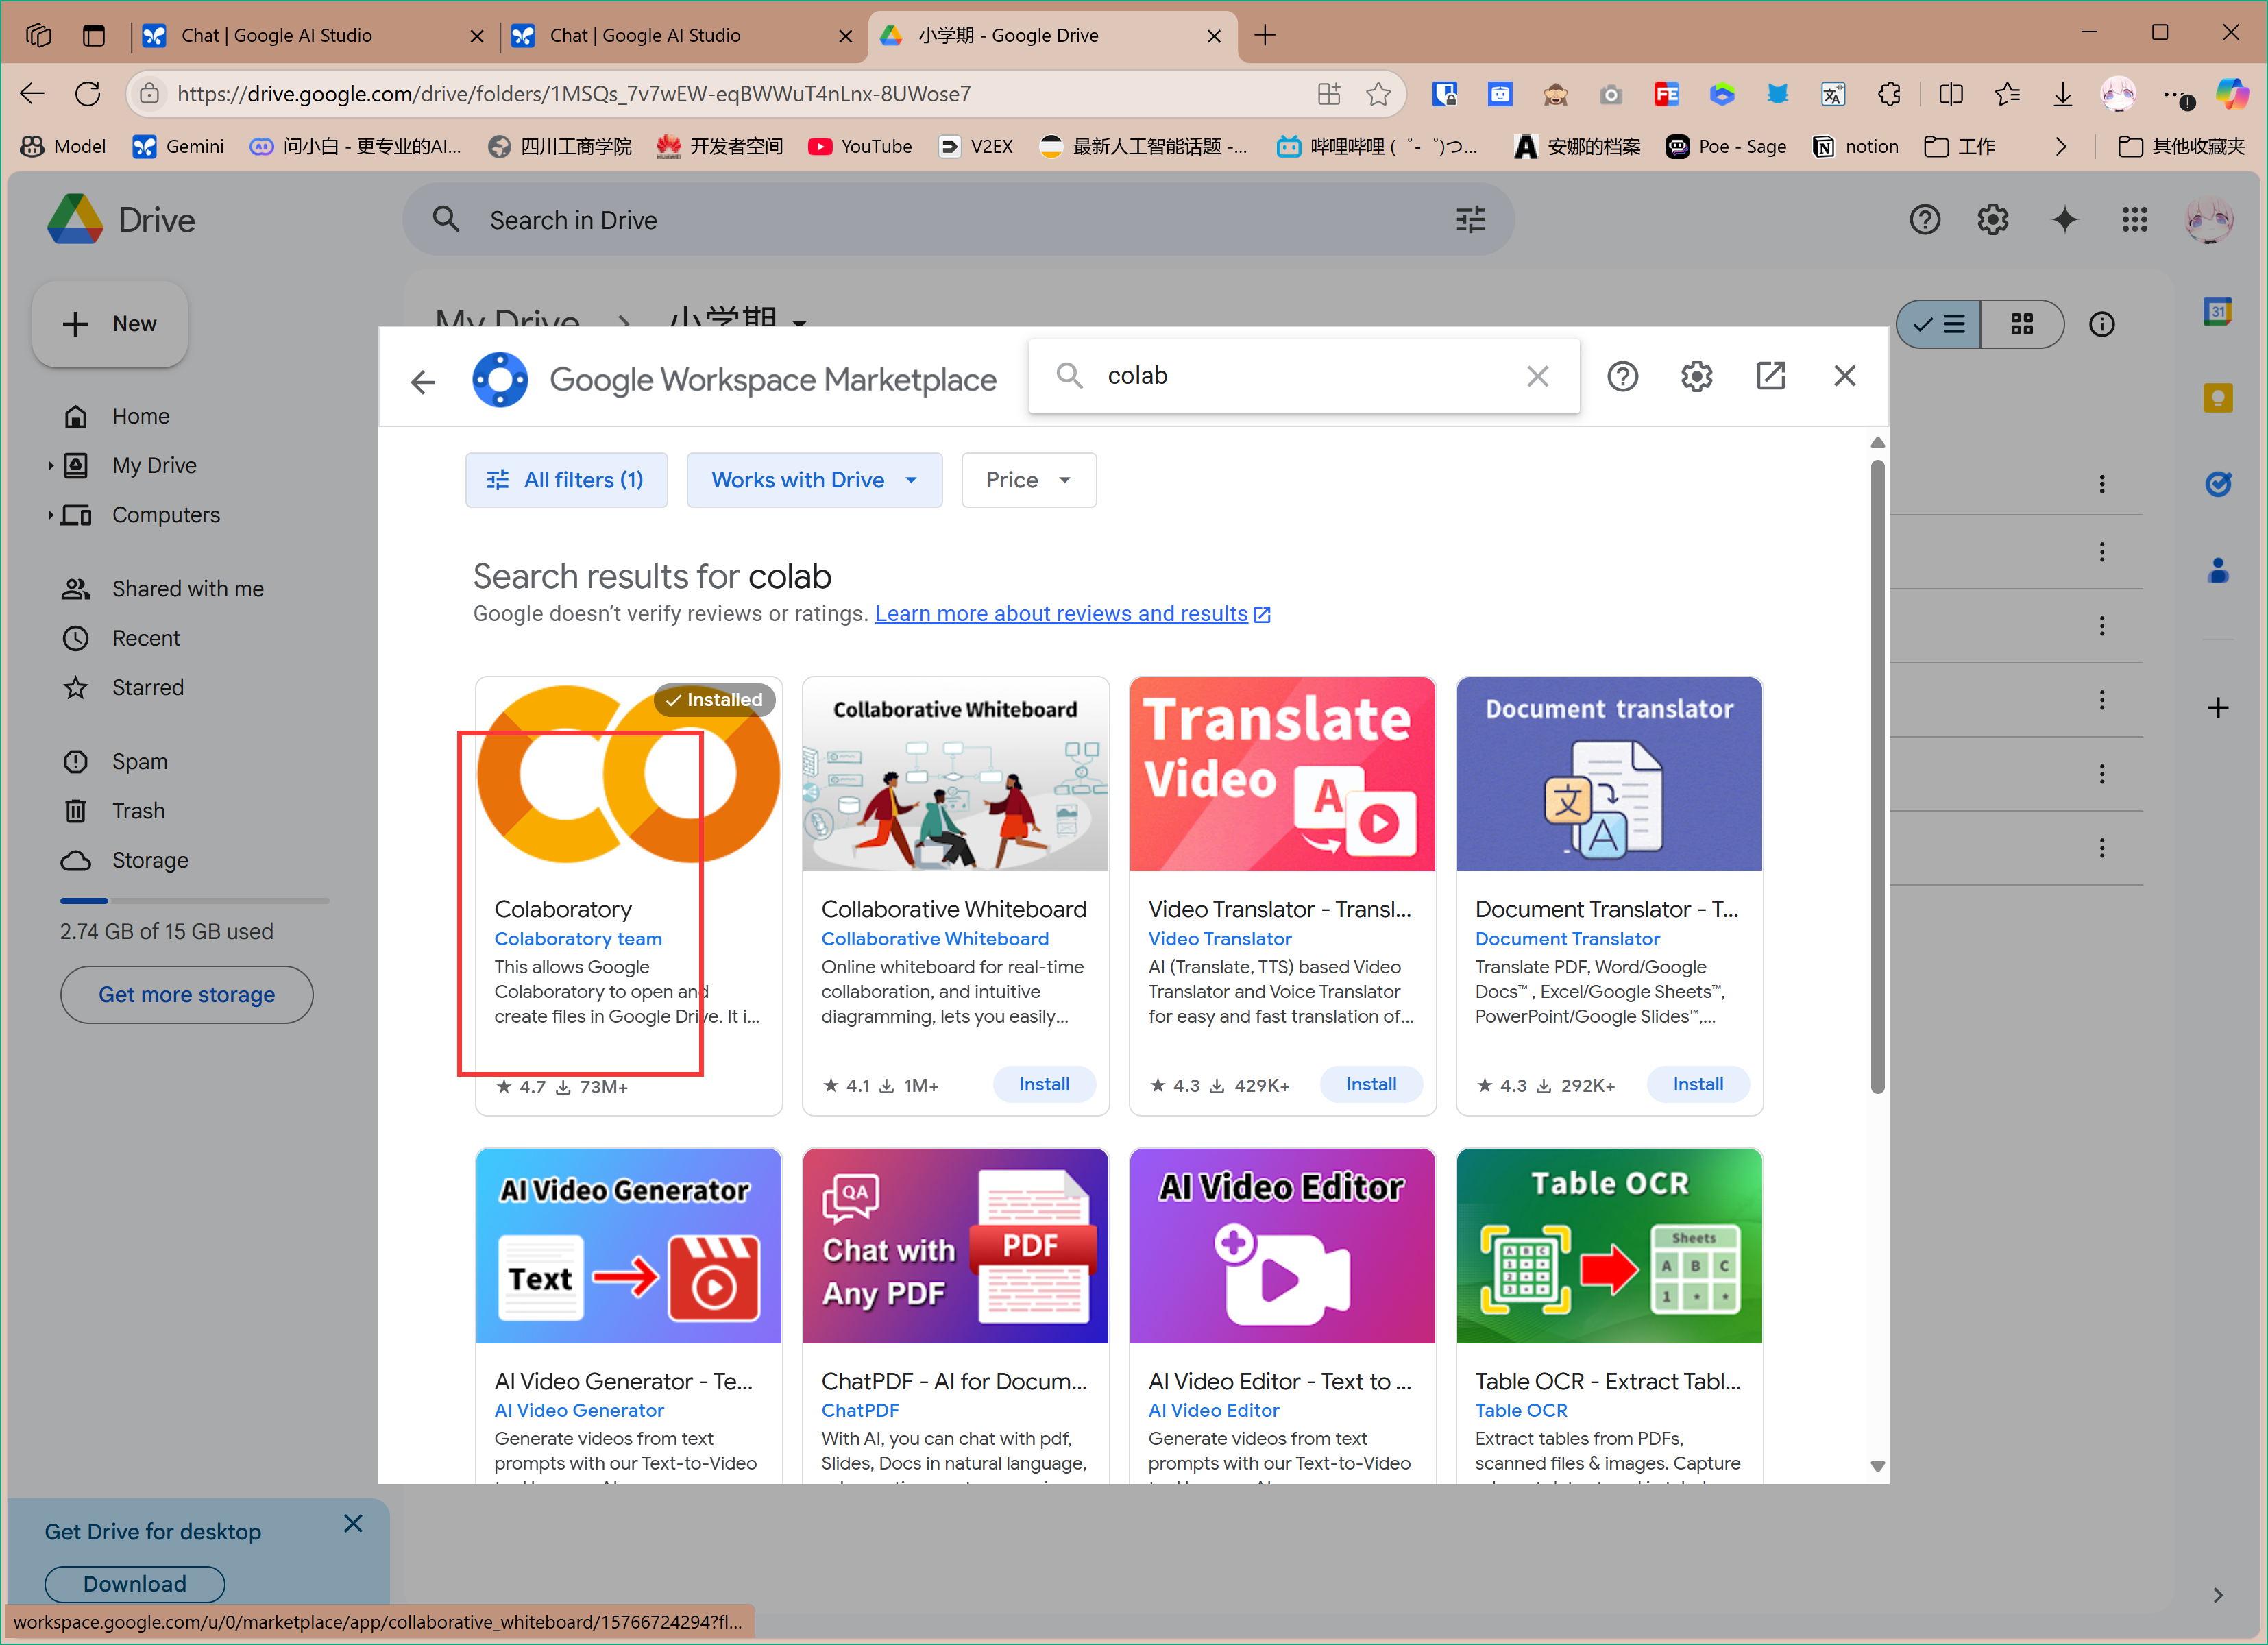 Chat | Google AI Studio
Chat | Google AI Studio
小学期 - Google Drive
https://drive.google.com/drive/folders/1MSQs_7v7wEW-eqBWWuT4nLnx-8UWose7
Model
Gemini
问小白 - 更专业的AI...
四川工商学院
开发者空间
YouTube
V2EX
最新人工智能话题 -...
哔哩哔哩 ( ゜- ゜)つ...
安娜的档案
Poe - Sage
notion
工作
其他收藏夹
Drive
Search in Drive
New
My Drive
小学期
Home
My Drive
Computers
Shared with me
Recent
Starred
Spam
Trash
Storage
2.74 GB of 15 GB used
Get more storage
Google Workspace Marketplace
colab
All filters (1)
Works with Drive
Price
Search results for colab
Google doesn't verify reviews or ratings. Learn more about reviews and results
Installed
Colaboratory
Colaboratory team
This allows Google
Colaboratory to open and
create files in Google Drive. It i...
4.7 73M+
Collaborative Whiteboard
Collaborative Whiteboard
Collaborative Whiteboard
Online whiteboard for real-time
collaboration, and intuitive
diagramming, lets you easily...
4.1 1M+
Install
Translate
Video
A
Video Translator - Transl...
Video Translator
AI (Translate, TTS) based Video
Translator and Voice Translator
for easy and fast translation of...
4.3 429K+
Install
Document translator
文
A
Document Translator - T...
Document Translator
Translate PDF, Word/Google
Docs™ , Excel/Google Sheets™,
PowerPoint/Google Slides™,...
4.3 292K+
Install
AI Video Generator
Text
AI Video Generator - Te...
AI Video Generator
Generate videos from text
prompts with our Text-to-Video
QA
Chat with
Any PDF
PDF
ChatPDF - AI for Docum...
ChatPDF
With AI, you can chat with pdf,
Slides, Docs in natural language,
AI Video Editor
AI Video Editor - Text to ...
AI Video Editor
Generate videos from text
prompts with our Text-to-Video
Table OCR
Sheets
A B C
1
Table OCR - Extract Tabl...
Table OCR
Extract tables from PDFs,
scanned files & images. Capture
Get Drive for desktop
Download
workspace.google.com/u/0/marketplace/app/collaborative_whiteboard/15766724294?fl...
31